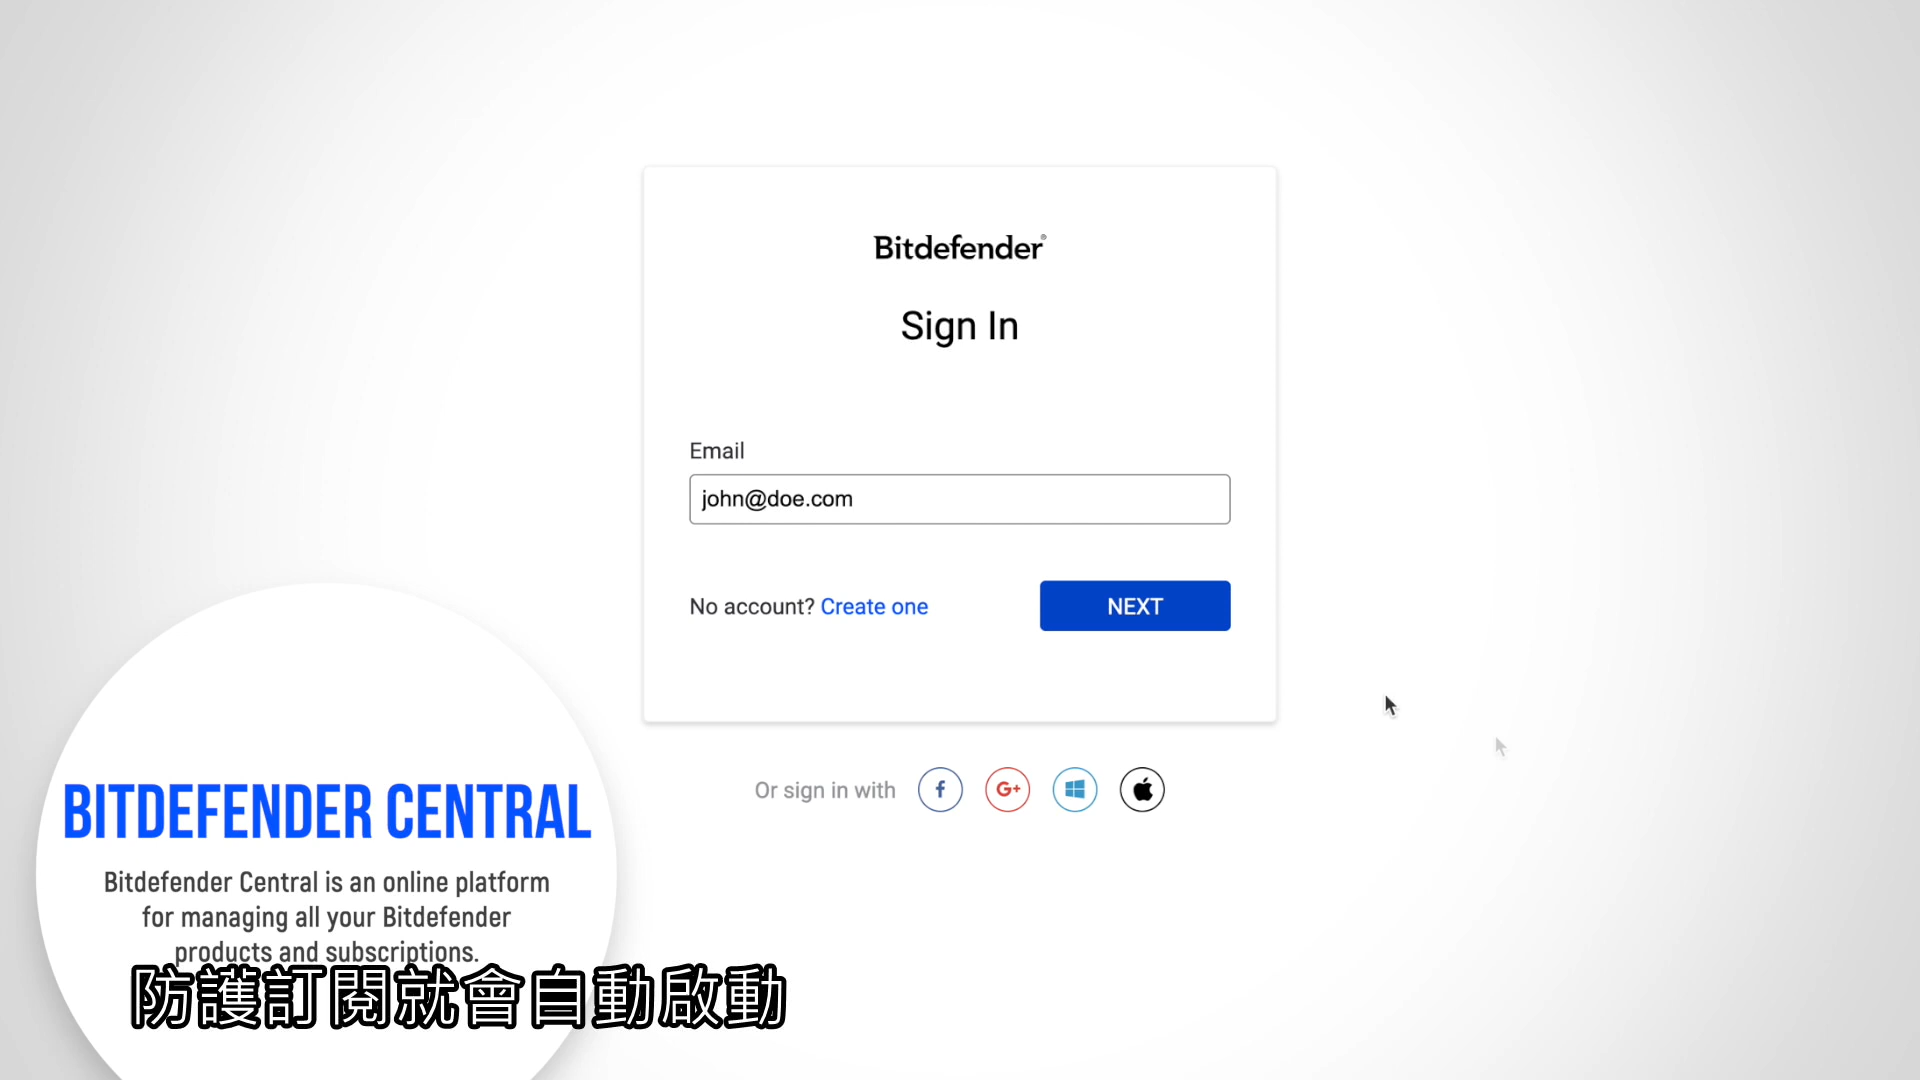 Bitdefender®
Sign In
Email
john@doe.com
No account? Create one
NEXT
Or sign in with
f
G+
BITDEFENDER CENTRAL
Bitdefender Central is an online platform
for managing all your Bitdefender
products and subscriptions.
防護訂閱就會自動啟動